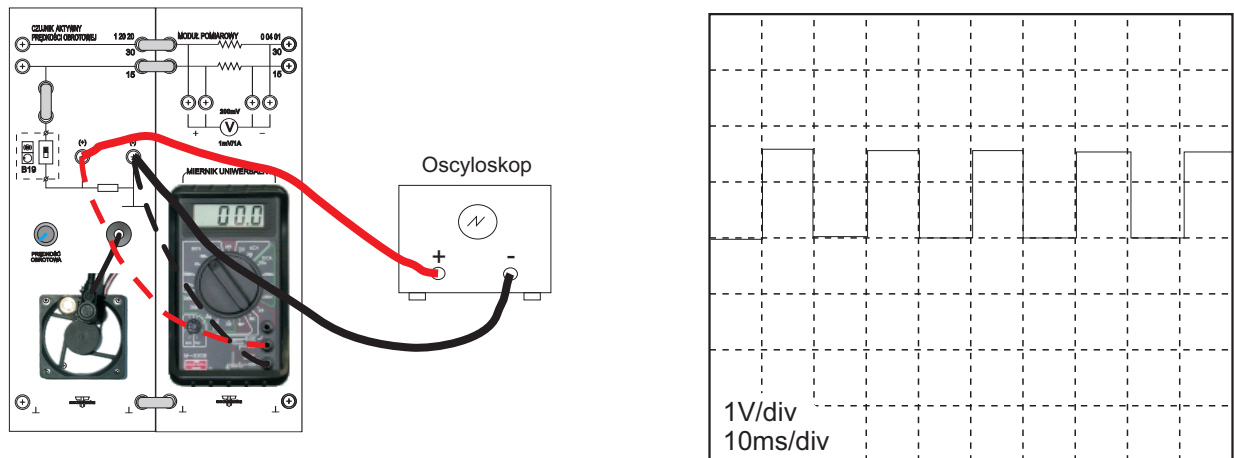 CZUJNIK AKTYWNY
PRĘDKOŚCI OBROTOWEJ 1 20 20
30
15
MODUŁ POMIAROWY 0 04 01
30
15
200mV
+ V -
1mV/1A
(+) (-)
B19
MIERNIK UNIWERSALNY
00.0
PRĘDKOŚĆ
OBROTOWA
Oscyloskop
+ -
1V/div
10ms/div